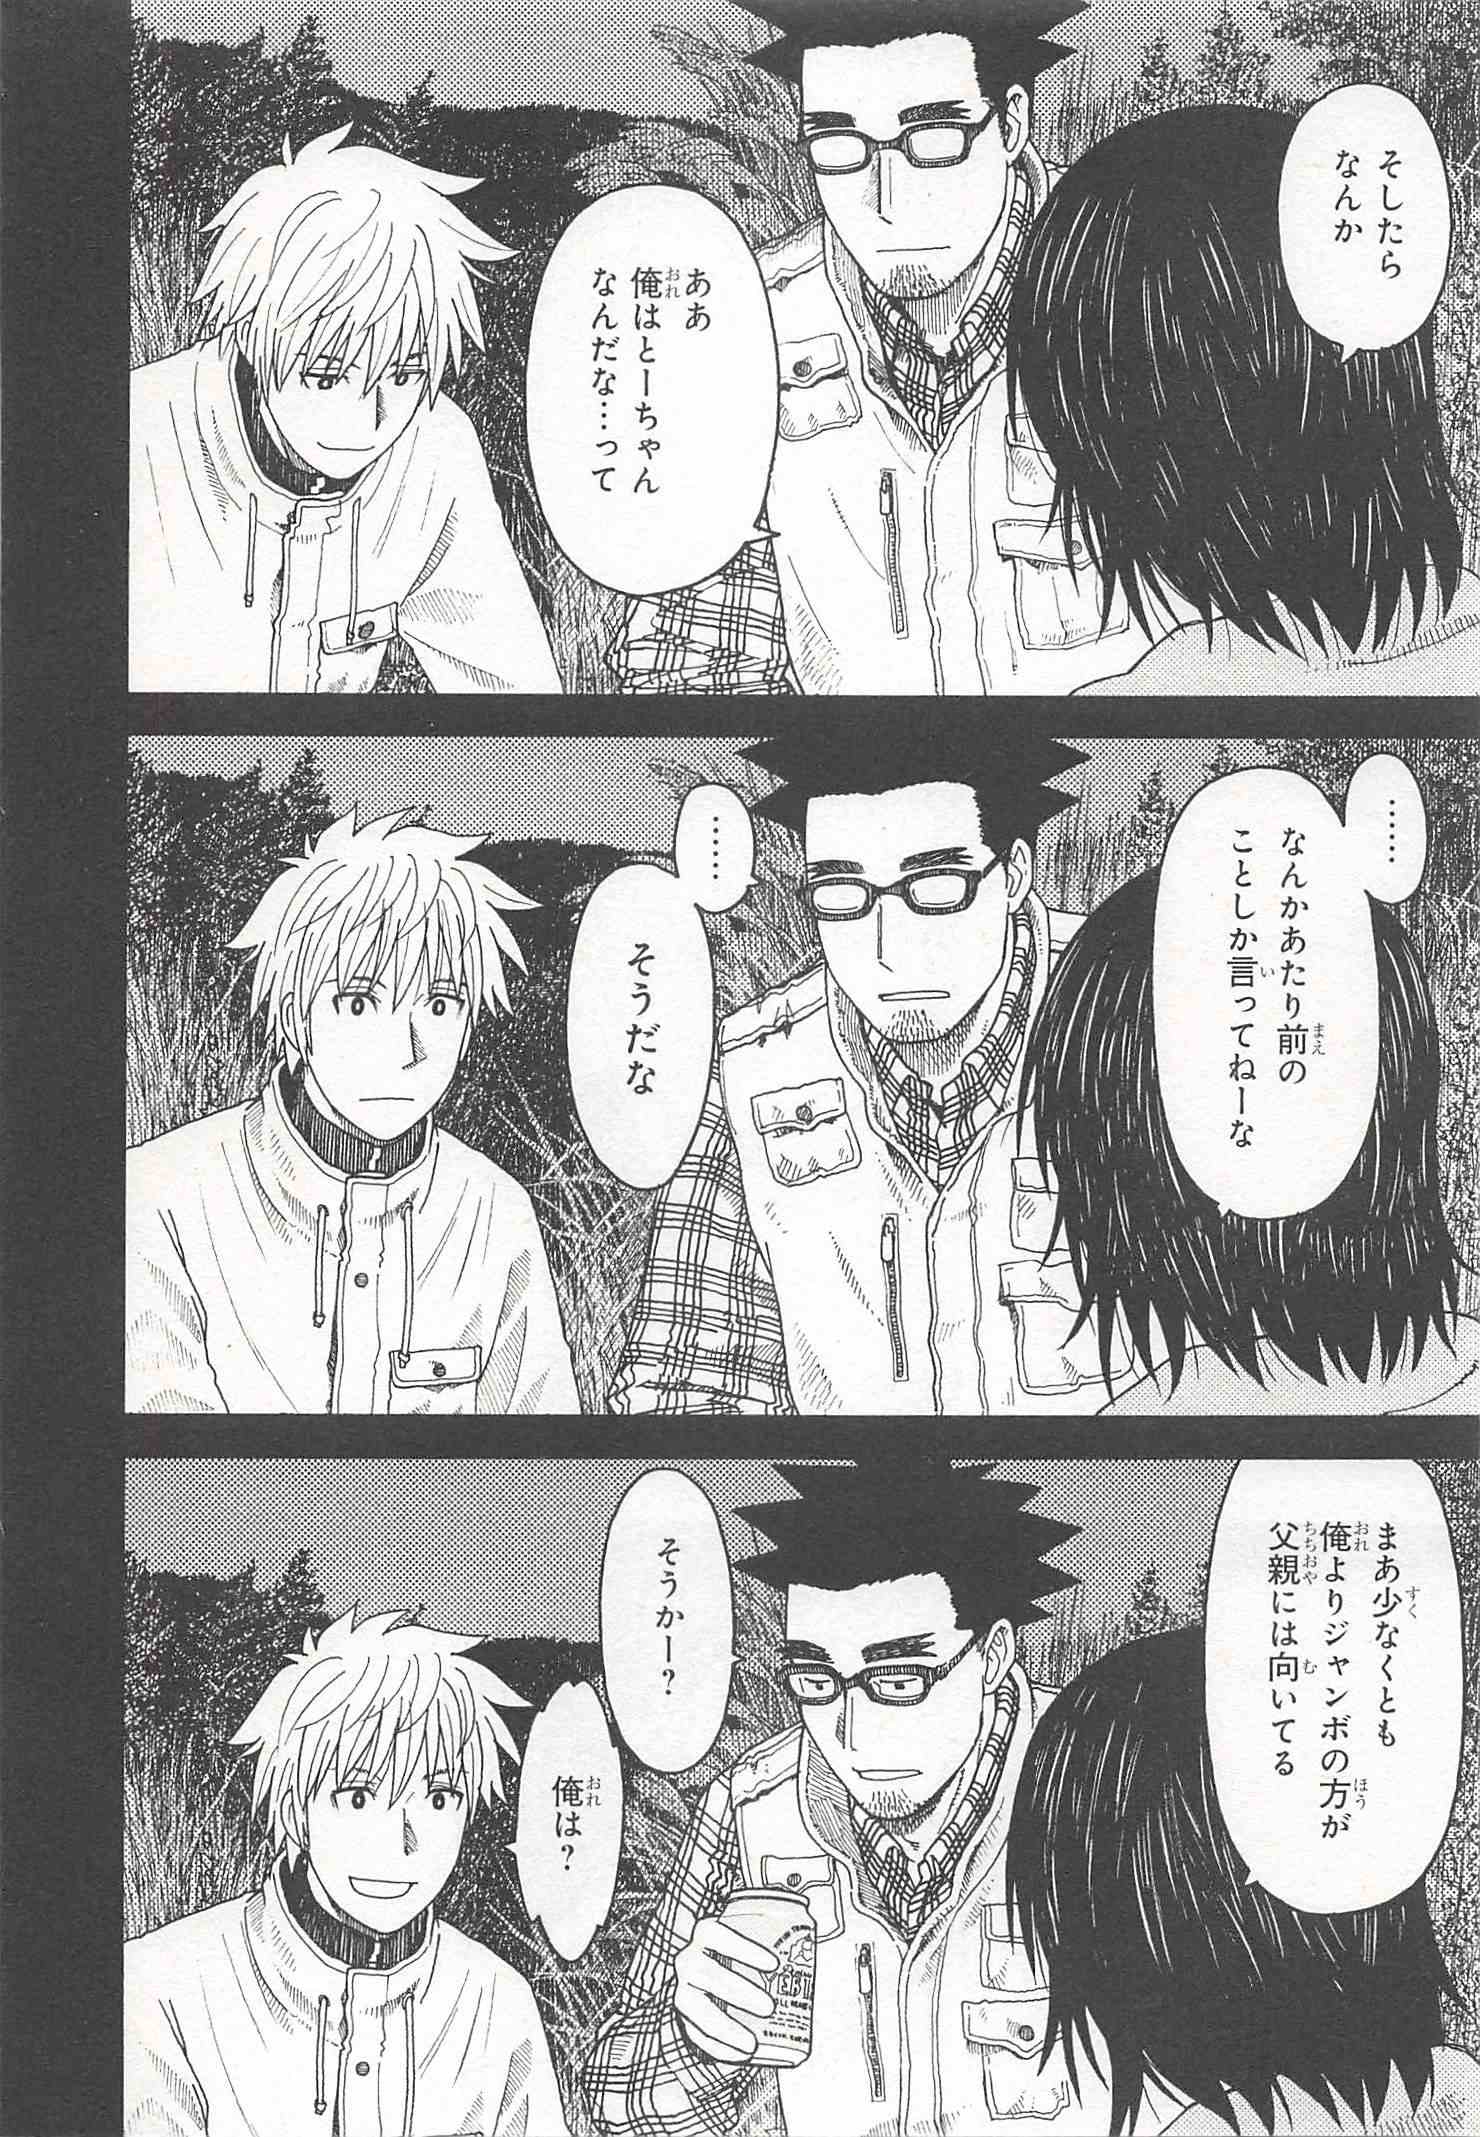 そしたら
なんか
ああ
俺はとーちゃん
なんだな…って
……
なんかあたり前の
ことしか言ってねーな
……
そうだな
まあ少なくとも
俺よりジャンボの方が
父親には向いてる
そうかー?
俺は?